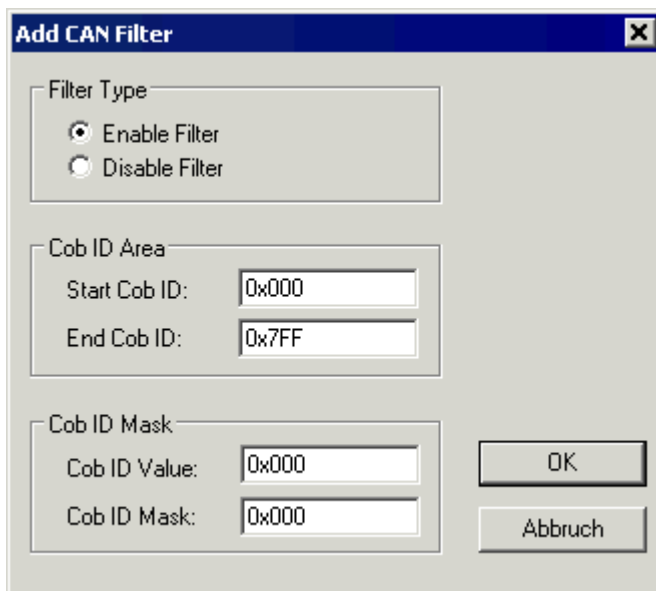 Add CAN Filter
Filter Type
Enable Filter
Disable Filter
Cob ID Area
Start Cob ID: 0x000
End Cob ID: 0x7FF
Cob ID Mask
Cob ID Value: 0x000
Cob ID Mask: 0x000
OK
Abbruch